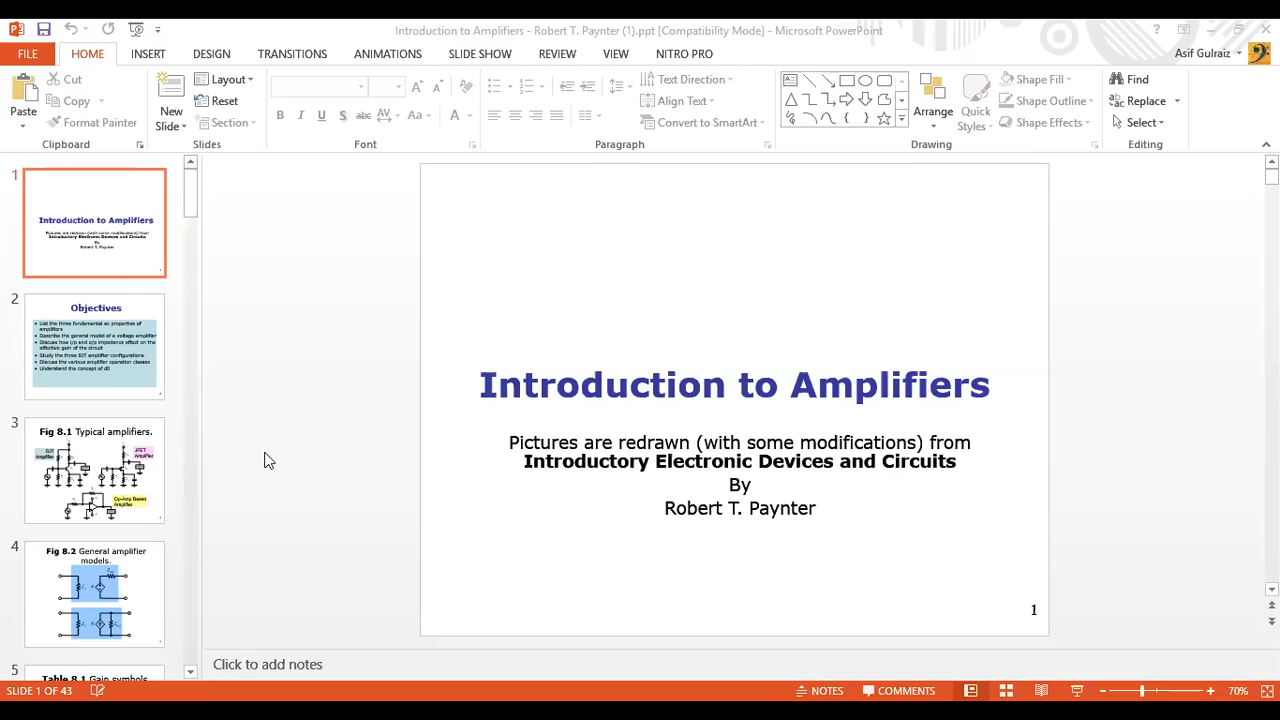 Introduction to Amplifiers - Robert T. Paynter (1).ppt [Compatibility Mode] - Microsoft PowerPoint
FILE HOME INSERT DESIGN TRANSITIONS ANIMATIONS SLIDE SHOW REVIEW VIEW NITRO PRO Asif Gulraiz
Paste
Cut
Copy
Format Painter
Clipboard
New
Slide
Layout
Reset
Section
Slides
Font
Text Direction
Align Text
Convert to SmartArt
Paragraph
Arrange
Quick
Styles
Shape Fill
Shape Outline
Shape Effects
Drawing
Find
Replace
Select
Editing
1
Introduction to Amplifiers
Pictures are redrawn (with some modifications) from
Introductory Electronic Devices and Circuits
By
Robert T. Paynter
2
Objectives
List the three fundamental ac properties of
amplifiers
Describe the general model of a voltage amplifier
Discuss how i/p and o/p impedance affect on the
effective gain of the circuit
Study the three BJT amplifier configurations
Discuss the various amplifier operation classes
Understand the concept of dB
3
Fig 8.1 Typical amplifiers.
BJT
Amplifier
JFET
Amplifier
Op-Amp Based
Amplifier
4
Fig 8.2 General amplifier
models.
5
Table 8.1 Gain symbols
Introduction to Amplifiers
Pictures are redrawn (with some modifications) from
Introductory Electronic Devices and Circuits
By
Robert T. Paynter
1
Click to add notes
SLIDE 1 OF 43 NOTES COMMENTS 70%